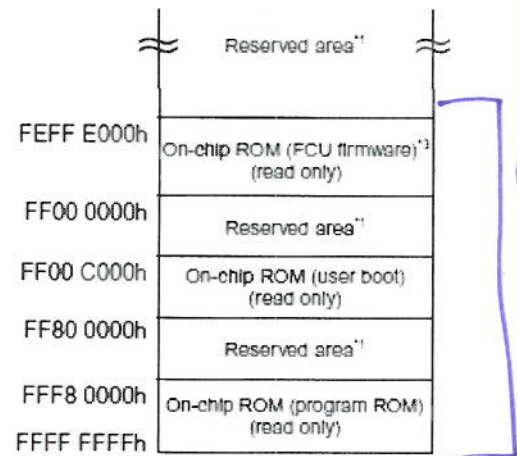 Reserved area*1
FEFF E000h
On-chip ROM (FCU firmware)*3
(read only)
FF00 0000h
Reserved area*1
FF00 C000h
On-chip ROM (user boot)
(read only)
FF80 0000h
Reserved area*1
FFF8 0000h
On-chip ROM (program ROM)
(read only)
FFFF FFFFh